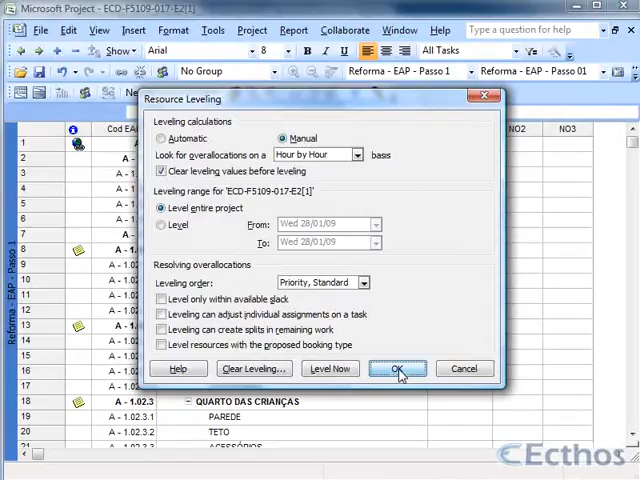 Microsoft Project - ECD-F5109-017-E2[1]
File Edit View Insert Format Tools Project Report Collaborate Window Help Type a question for help
Show Arial 8 B I U All Tasks
No Group Reforma - EAP - Passo 1 Reforma - EAP - Passo 01
Resource Leveling
Leveling calculations
Automatic Manual
Look for overallocations on a Hour by Hour basis
Clear leveling values before leveling
Leveling range for 'ECD-F5109-017-E2[1]'
Level entire project
Level From: Wed 28/01/09
To: Wed 28/01/09
Resolving overallocations
Leveling order: Priority, Standard
Level only within available slack
Leveling can adjust individual assignments on a task
Leveling can create splits in remaining work
Level resources with the proposed booking type
Help Clear Leveling... Level Now OK Cancel
NO2 NO3
1
2
3
4
5
6
7
8
9
10
11
12
13
14
15
16
17
18 A - 1.02.3 QUARTO DAS CRIANÇAS
19 A - 1.02.3.1 PAREDE
20 A - 1.02.3.2 TETO
21 A - 1.02.3.3 ACESSÓRIOS
Reforma - EAP - Passo 1
©Ecthos